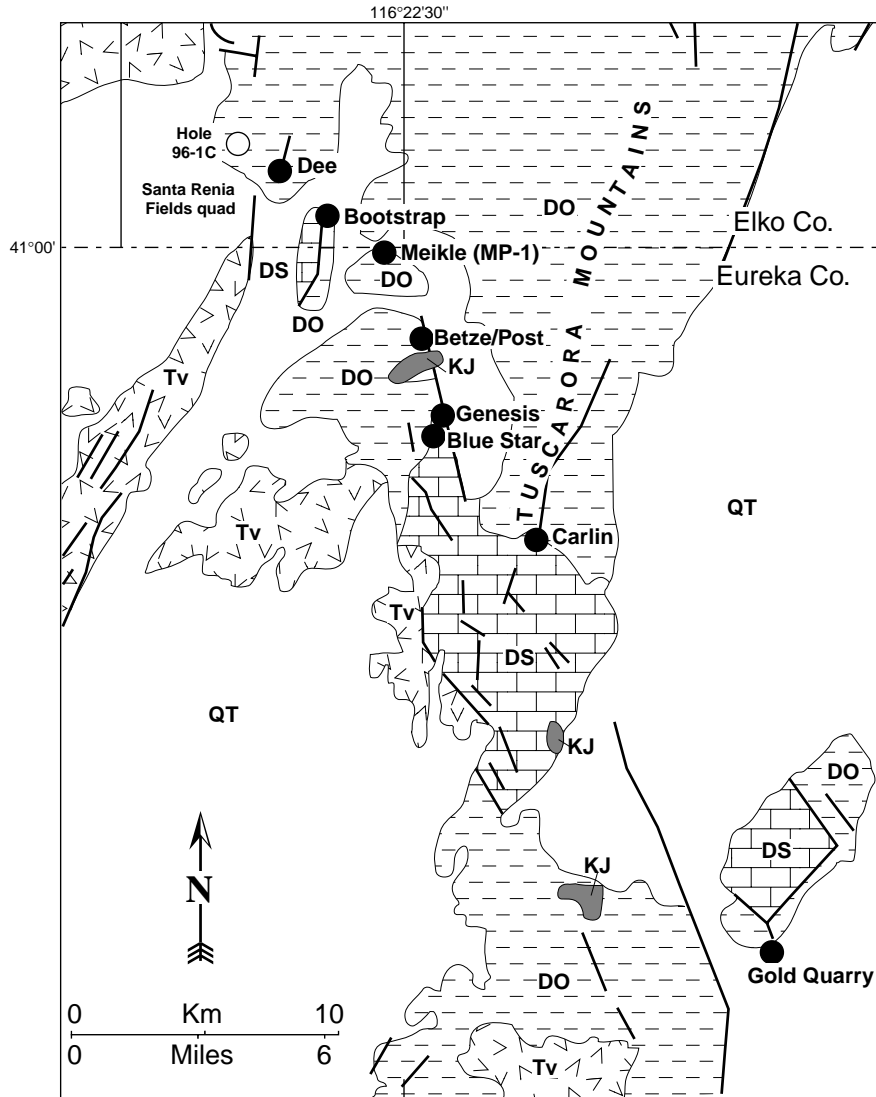 116°22'30"
Hole
96-1C
Dee
Santa Renia
Fields quad
Bootstrap
DO
Elko Co.
41°00'
Meikle (MP-1)
DS
DO
Eureka Co.
DO
Betze/Post
KJ
Tv
DO
Genesis
Blue Star
TUSCARORA MOUNTAINS
QT
Tv
Carlin
Tv
DS
QT
KJ
DO
DS
KJ
N
DO
Gold Quarry
0 Km 10
0 Miles 6
Tv